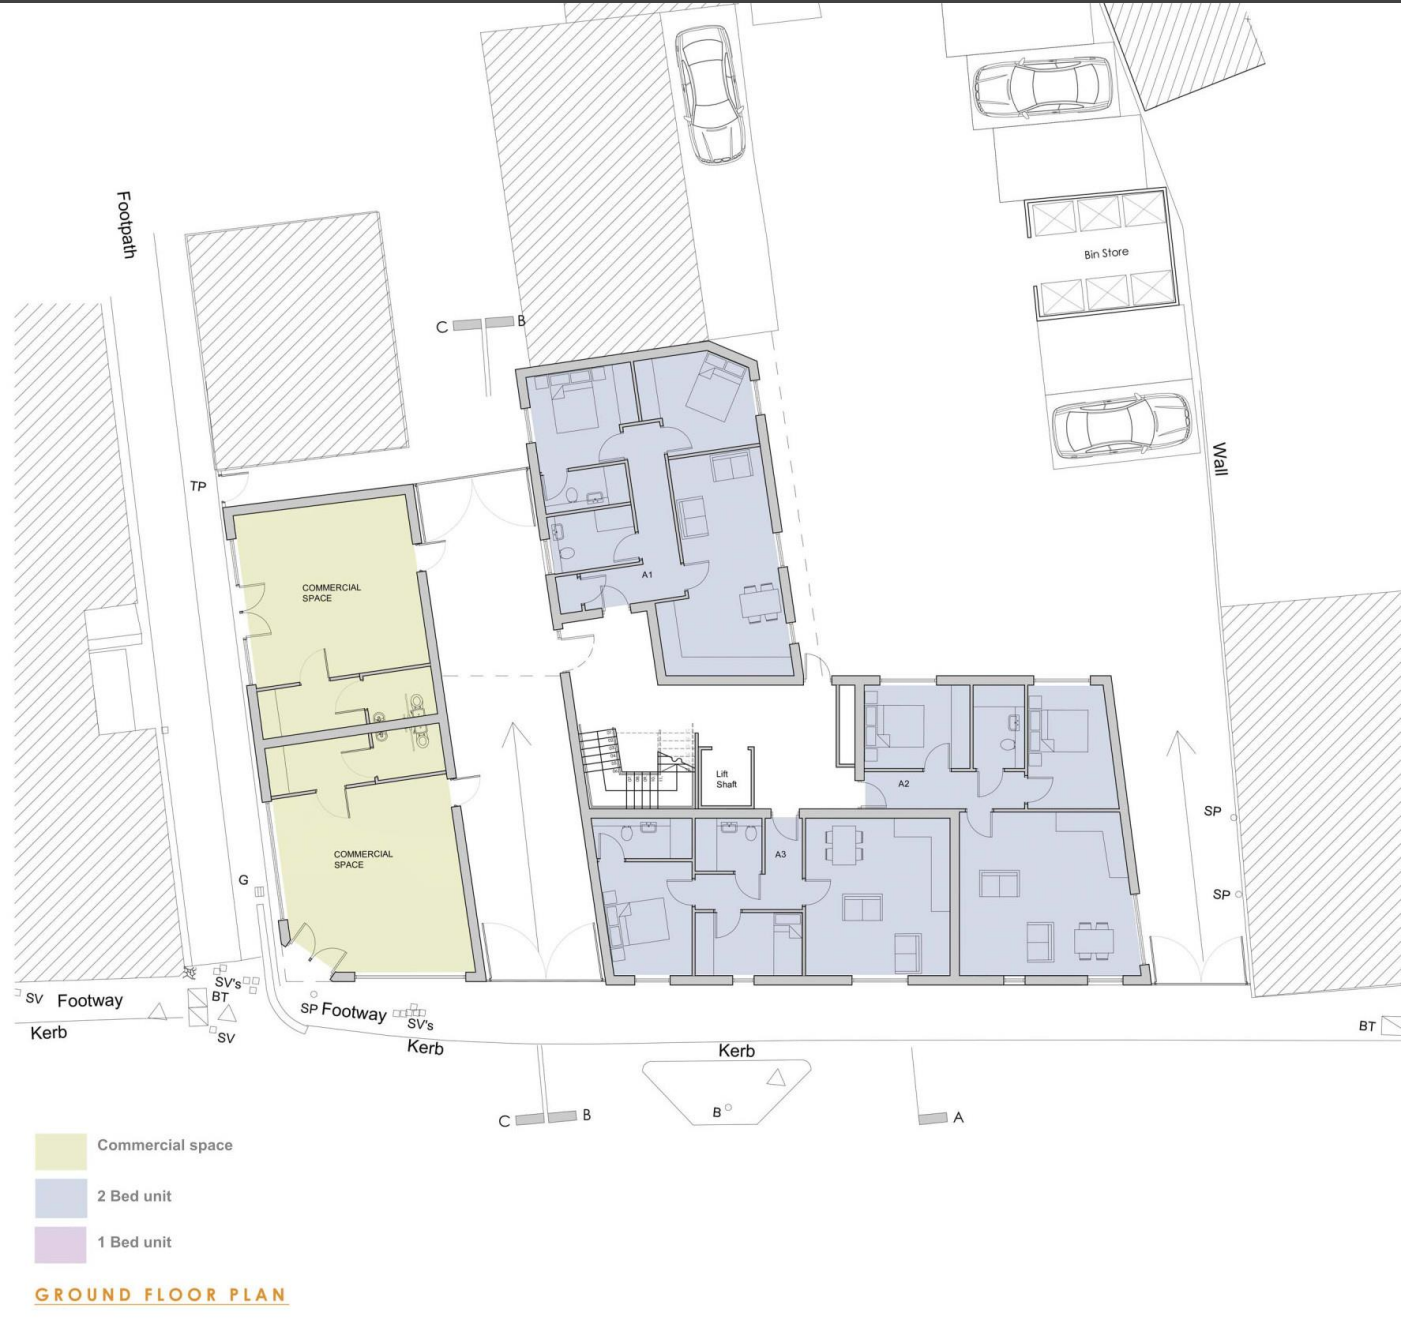 Footpath
Bin Store
C
B
Wall
TP
COMMERCIAL
SPACE
A1
Lift
Shaft
A2
A3
SP
COMMERCIAL
SPACE
G
SP
SV's
BT
SV
Footway
SP
Footway
SV's
Kerb
SV
Kerb
Kerb
BT
C
B
B
A
Commercial space
2 Bed unit
1 Bed unit
GROUND FLOOR PLAN